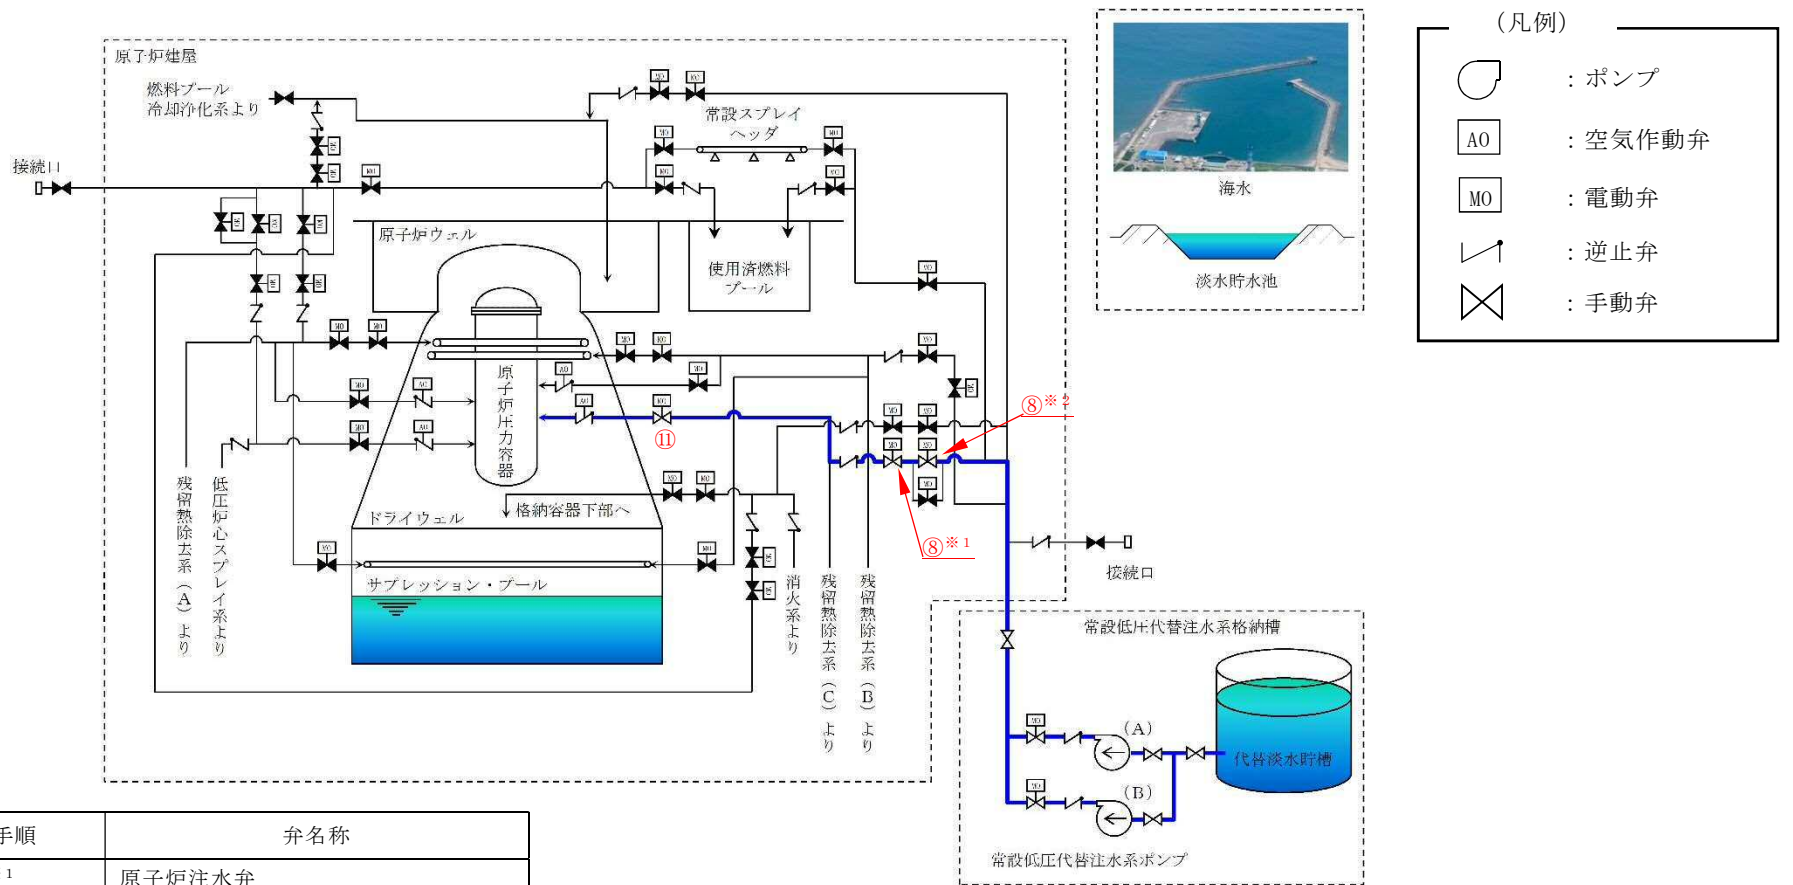 原子炉建屋
燃料プール
冷却浄化系より
接続口
常設スプレイ
ヘッダ
原子炉ウェル
使用済燃料
プール
原子炉圧力容器
⑪
⑧※2
⑧※1
格納容器下部へ
ドライウェル
サプレッション・プール
残留熱除去系(A)より
低圧炉心スプレイ系より
消火系より
残留熱除去系(C)より
残留熱除去系(B)より
接続口
海水
淡水貯水池
(凡例)
:ポンプ
AO :空気作動弁
MO :電動弁
:逆止弁
:手動弁
常設低圧代替注水系格納槽
(A)
(B)
代替淡水貯槽
常設低圧代替注水系ポンプ
手順 弁名称
※1 原子炉注水弁